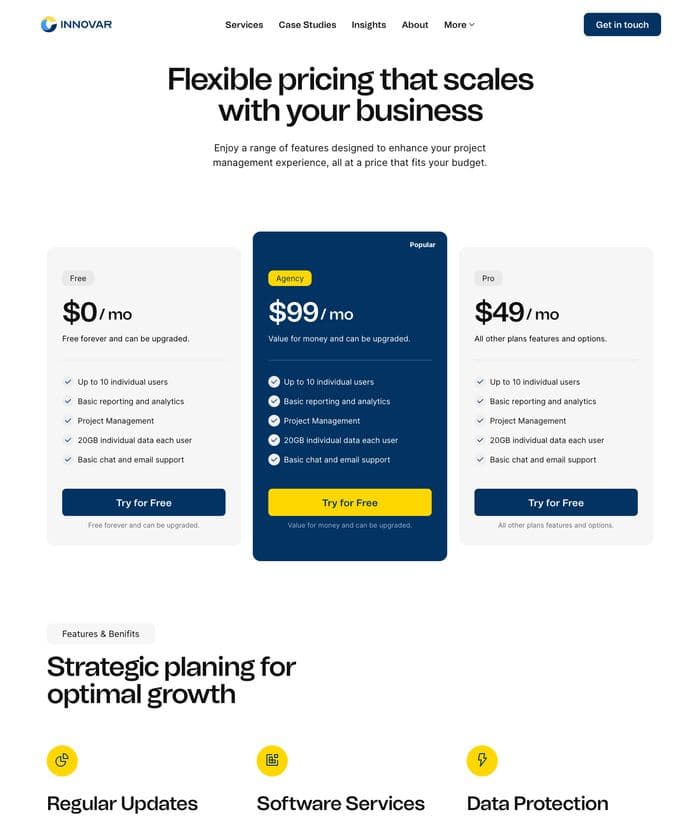 INNOVAR
Services
Case Studies
Insights
About
More
Get in touch
Flexible pricing that scales
with your business
Enjoy a range of features designed to enhance your project
management experience, all at a price that fits your budget.
Free
$0 / mo
Free forever and can be upgraded.
Up to 10 individual users
Basic reporting and analytics
Project Management
20GB individual data each user
Basic chat and email support
Try for Free
Free forever and can be upgraded.
Popular
Agency
$99 / mo
Value for money and can be upgraded.
Up to 10 individual users
Basic reporting and analytics
Project Management
20GB individual data each user
Basic chat and email support
Try for Free
Value for money and can be upgraded.
Pro
$49 / mo
All other plans features and options.
Up to 10 individual users
Basic reporting and analytics
Project Management
20GB individual data each user
Basic chat and email support
Try for Free
All other plans features and options.
Features & Benifits
Strategic planing for
optimal growth
Regular Updates
Software Services
Data Protection